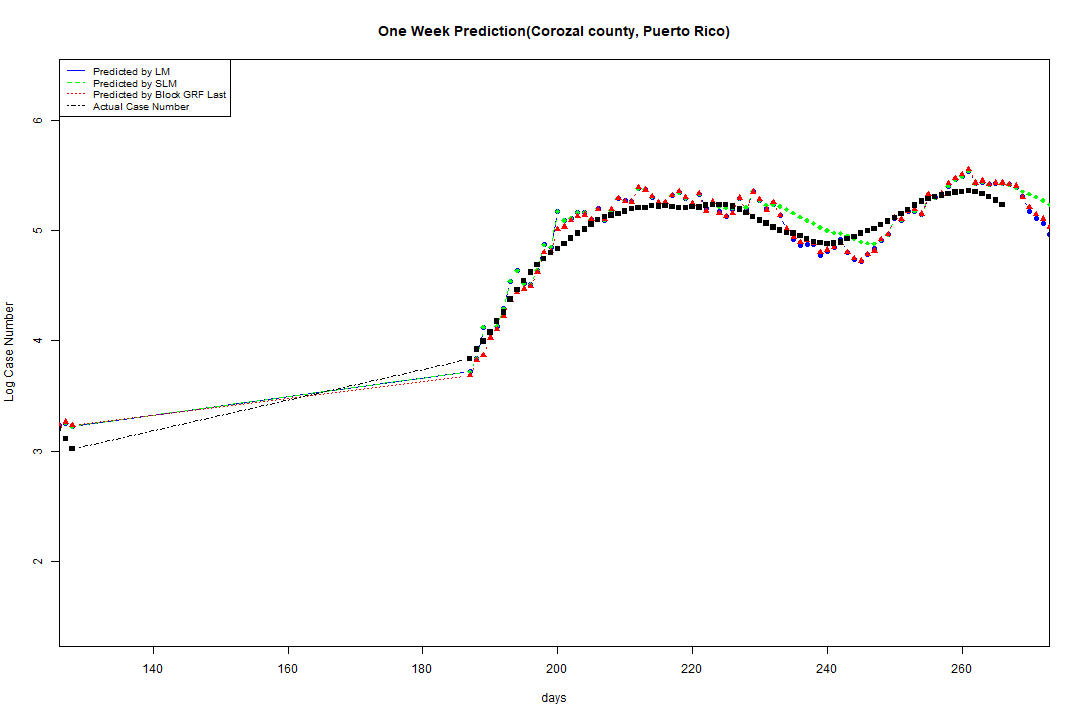 One Week Prediction(Corozal county, Puerto Rico)
Predicted by LM
Predicted by SLM
Predicted by Block GRF Last
Actual Case Number
6
5
4
3
2
Log Case Number
140 160 180 200 220 240 260
days